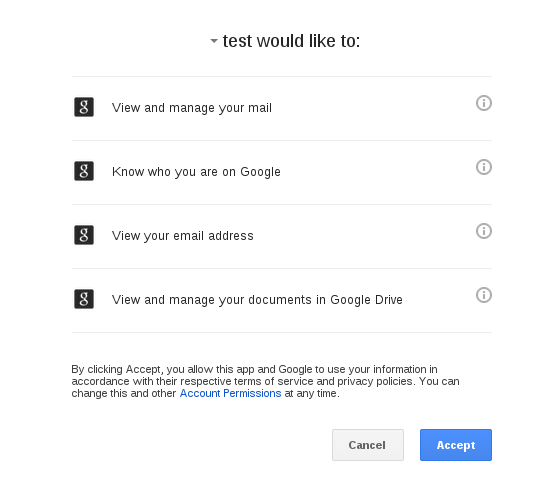 test would like to:
g View and manage your mail
g Know who you are on Google
g View your email address
g View and manage your documents in Google Drive
By clicking Accept, you allow this app and Google to use your information in
accordance with their respective terms of service and privacy policies. You can
change this and other Account Permissions at any time.
Cancel Accept